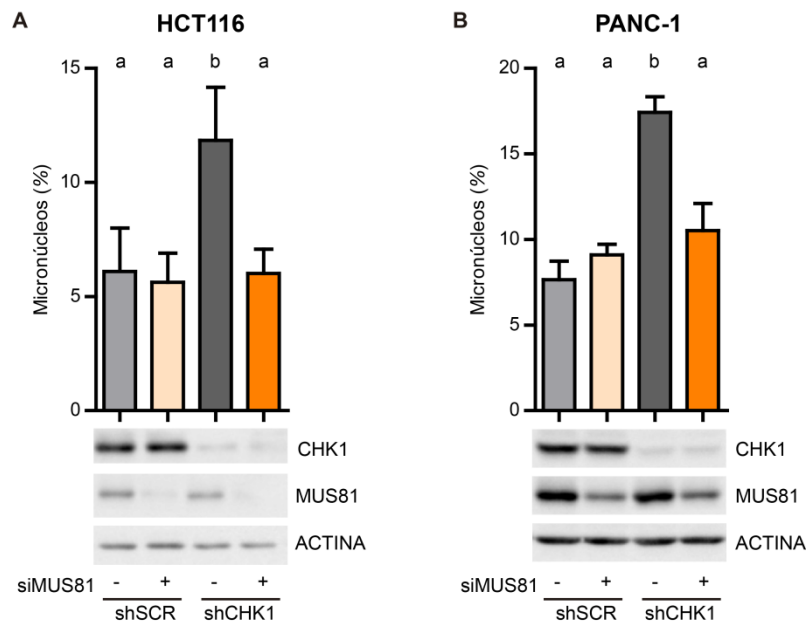 A
HCT116
15
10
5
0
Micronúcleos (%)
a a b a
CHK1
MUS81
ACTINA
siMUS81 - + - +
shSCR shCHK1
B
PANC-1
20
15
10
5
0
Micronúcleos (%)
a a b a
CHK1
MUS81
ACTINA
siMUS81 - + - +
shSCR shCHK1